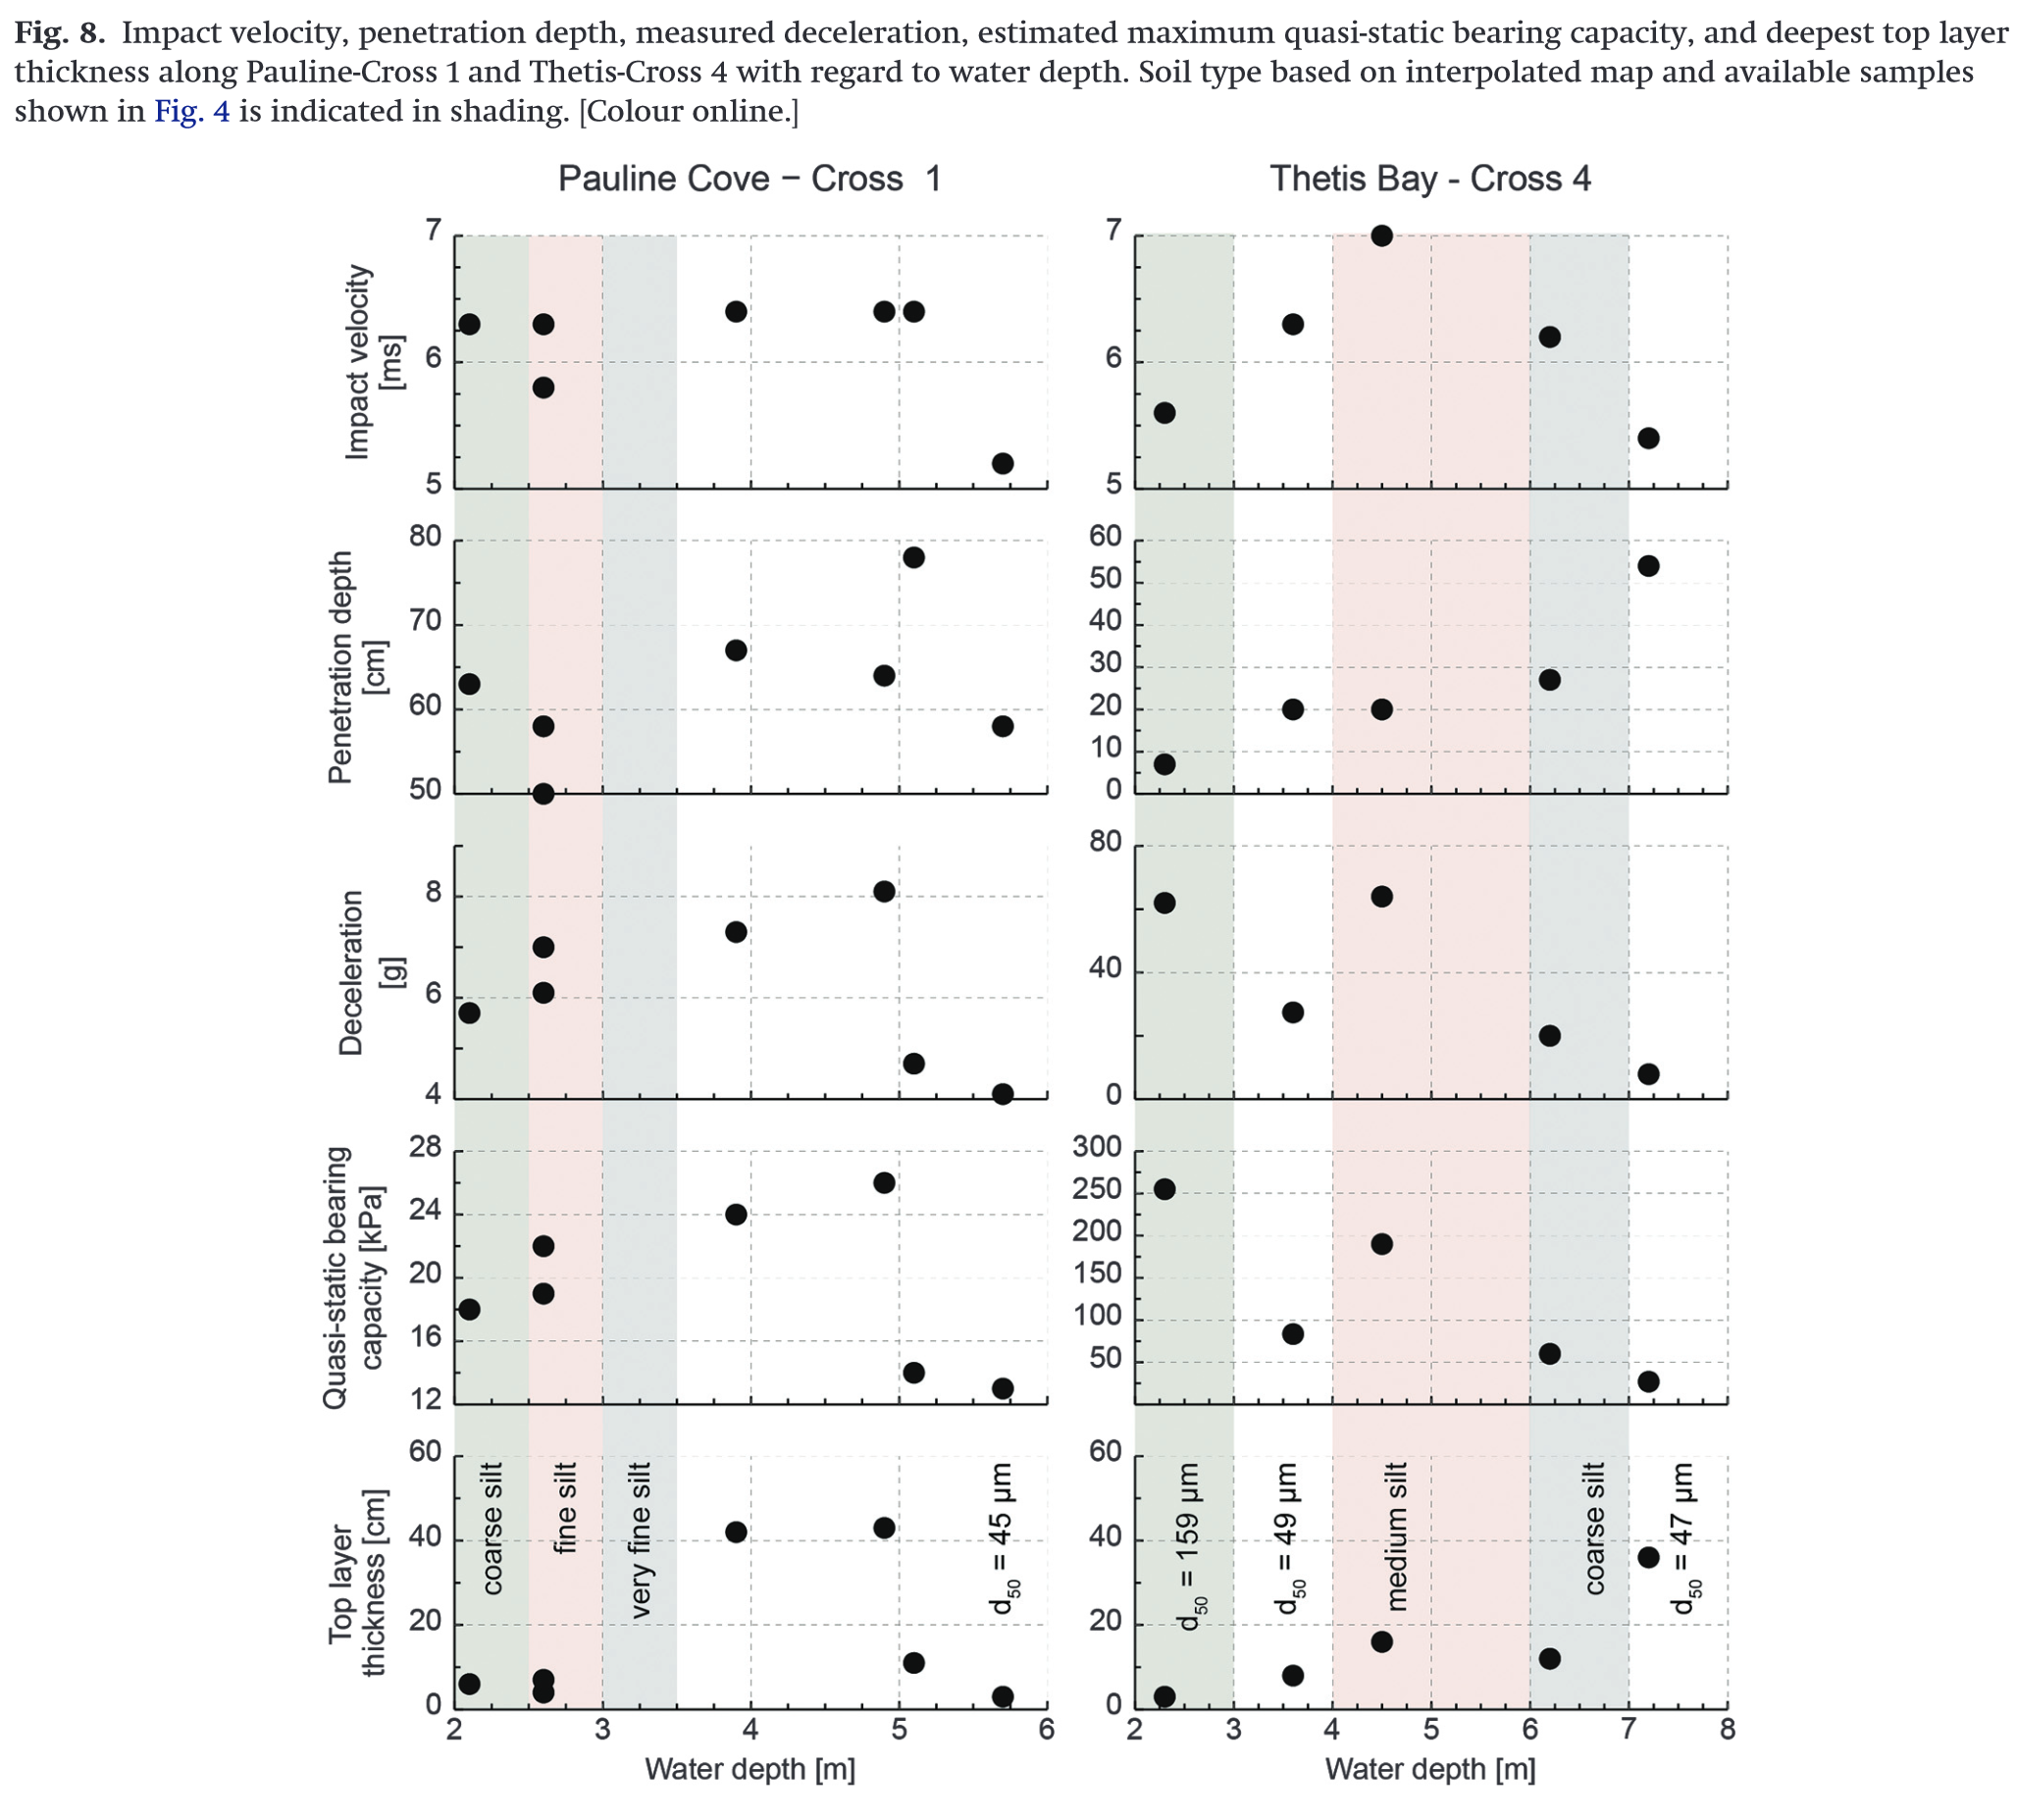 Fig. 8. Impact velocity, penetration depth, measured deceleration, estimated maximum quasi-static bearing capacity, and deepest top layer
thickness along Pauline-Cross 1 and Thetis-Cross 4 with regard to water depth. Soil type based on interpolated map and available samples
shown in Fig. 4 is indicated in shading. [Colour online.]
Pauline Cove − Cross 1
Thetis Bay - Cross 4
Impact velocity
[ms]
7
6
5
7
6
5
Penetration depth
[cm]
80
70
60
50
60
50
40
30
20
10
0
Deceleration
[g]
8
6
4
80
40
0
Quasi-static bearing
capacity [kPa]
28
24
20
16
12
300
250
200
150
100
50
Top layer
thickness [cm]
60
40
20
0
coarse silt
fine silt
very fine silt
d50 = 45 µm
60
40
20
0
d50 = 159 µm
d50 = 49 µm
medium silt
coarse silt
d50 = 47 µm
2 3 4 5 6
2 3 4 5 6 7 8
Water depth [m]
Water depth [m]